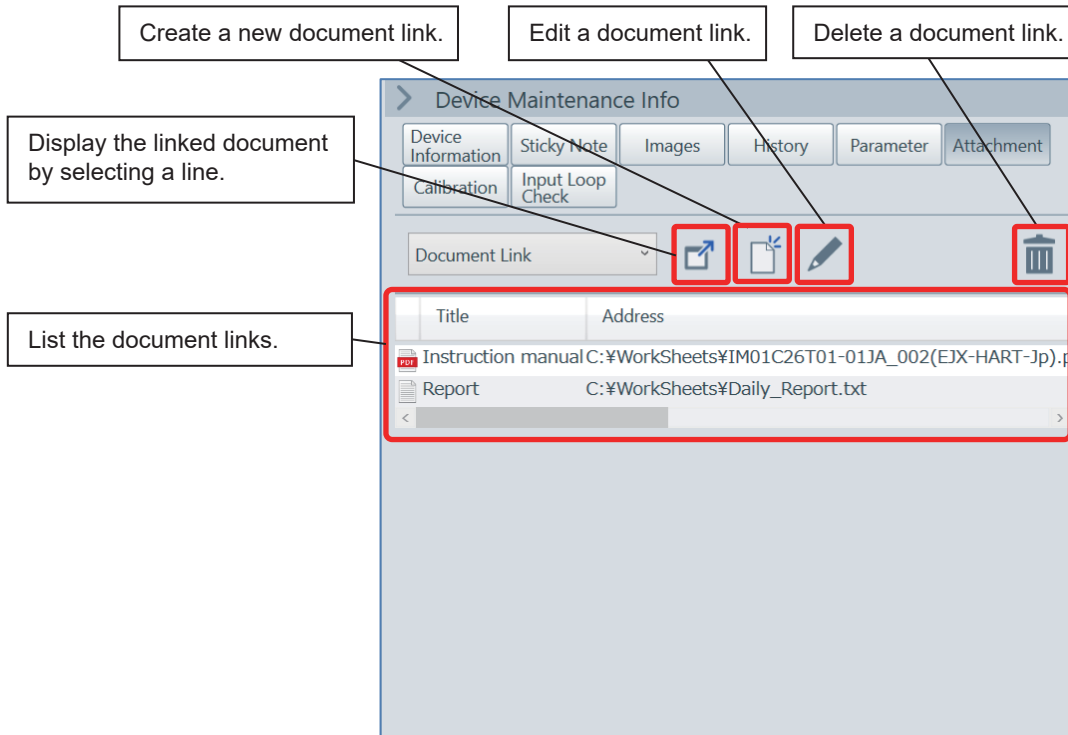 Create a new document link.
Edit a document link.
Delete a document link.
Device Maintenance Info
Display the linked document
by selecting a line.
Device
Information
Sticky Note
Images
History
Parameter
Attachment
Calibration
Input Loop
Check
Document Link
List the document links.
Title
Address
PDF
Instruction manual
C:¥WorkSheets¥IM01C26T01-01JA_002(EJX-HART-Jp).p
Report
C:¥WorkSheets¥Daily_Report.txt